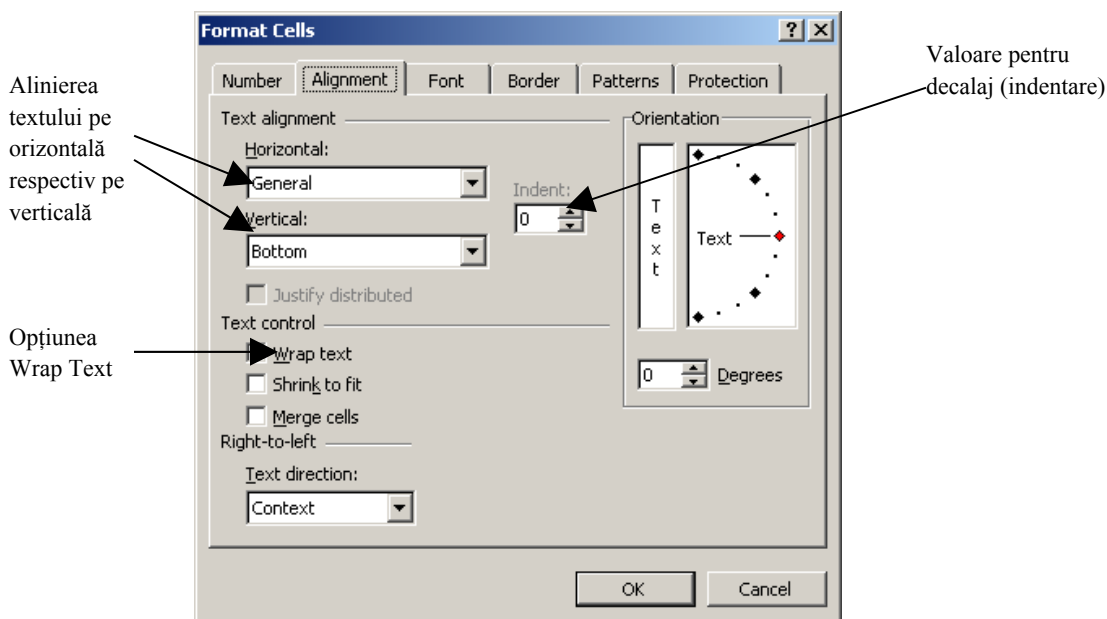 Format Cells
Number Alignment Font Border Patterns Protection
Alinierea
textului pe
orizontală
respectiv pe
verticală
Opțiunea
Wrap Text
Text alignment
Horizontal:
General
Vertical:
Bottom
Justify distributed
Indent:
0
Text control
Wrap text
Shrink to fit
Merge cells
Right-to-left
Text direction:
Context
Orientation
T
e
x
t
Text
0 Degrees
Valoare pentru
decalaj (indentare)
OK Cancel